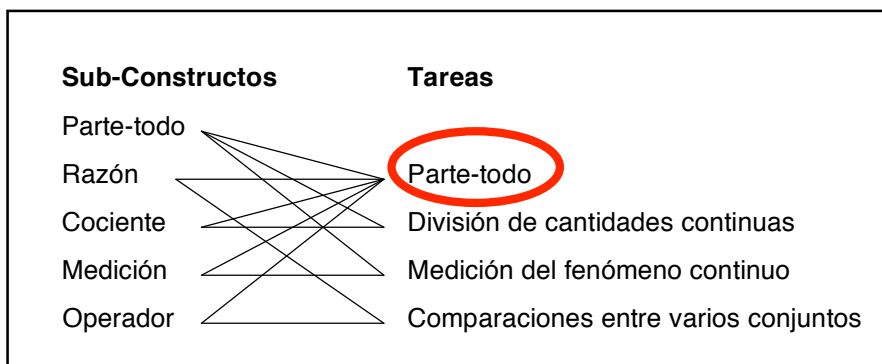 Sub-Constructos Tareas
Parte-todo
Razón Parte-todo
Cociente División de cantidades continuas
Medición Medición del fenómeno continuo
Operador Comparaciones entre varios conjuntos